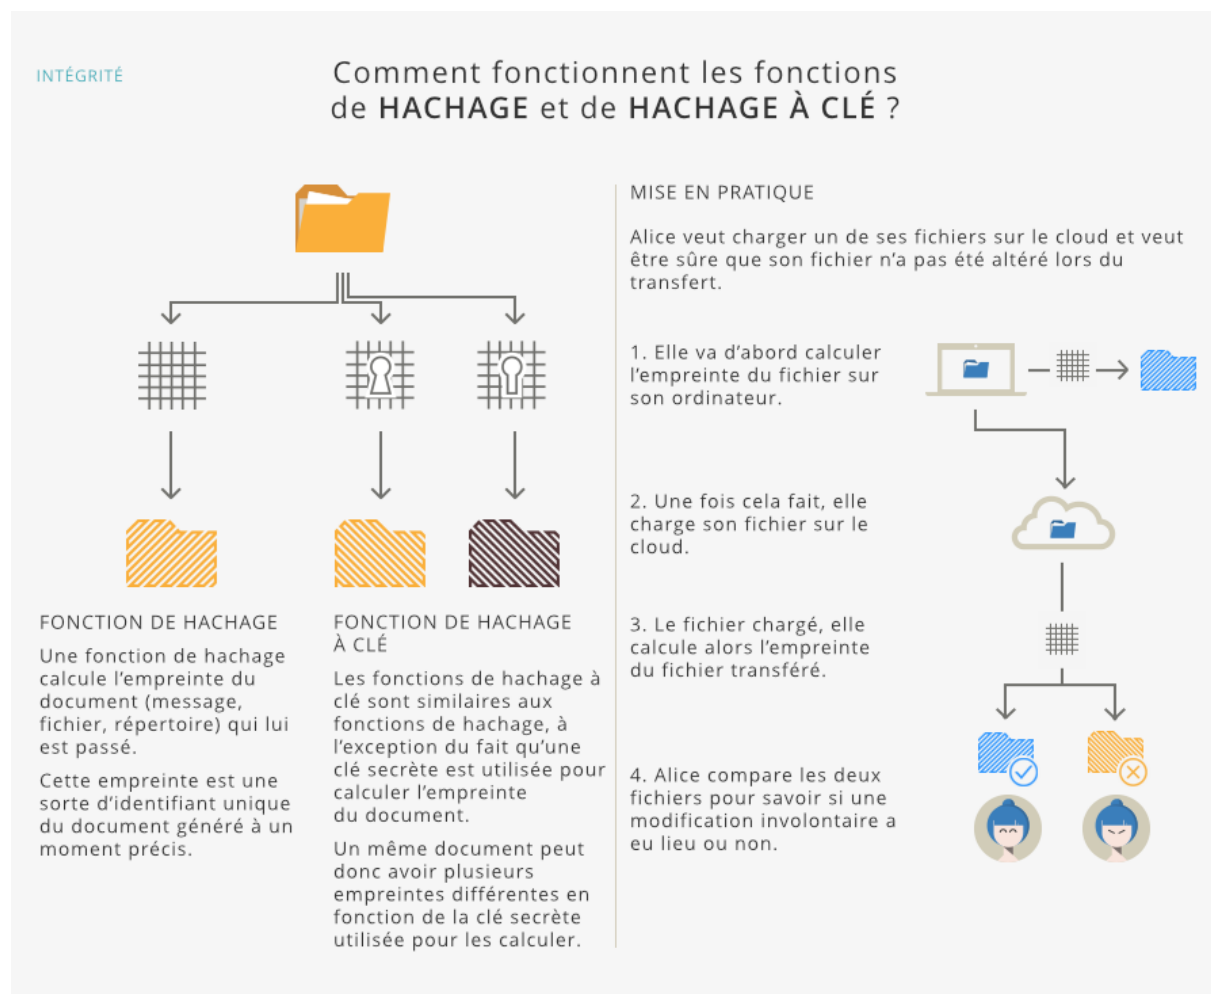 INTÉGRITÉ
Comment fonctionnent les fonctions
de HACHAGE et de HACHAGE À CLÉ ?
FONCTION DE HACHAGE
Une fonction de hachage
calcule l’empreinte du
document (message,
fichier, répertoire) qui lui
est passé.
Cette empreinte est une
sorte d’identifiant unique
du document généré à un
moment précis.
FONCTION DE HACHAGE
À CLÉ
Les fonctions de hachage à
clé sont similaires aux
fonctions de hachage, à
l’exception du fait qu’une
clé secrète est utilisée pour
calculer l’empreinte
du document.
Un même document peut
donc avoir plusieurs
empreintes différentes en
fonction de la clé secrète
utilisée pour les calculer.
MISE EN PRATIQUE
Alice veut charger un de ses fichiers sur le cloud et veut
être sûre que son fichier n’a pas été altéré lors du
transfert.
1. Elle va d’abord calculer
l’empreinte du fichier sur
son ordinateur.
2. Une fois cela fait, elle
charge son fichier sur le
cloud.
3. Le fichier chargé, elle
calcule alors l’empreinte
du fichier transféré.
4. Alice compare les deux
fichiers pour savoir si une
modification involontaire a
eu lieu ou non.